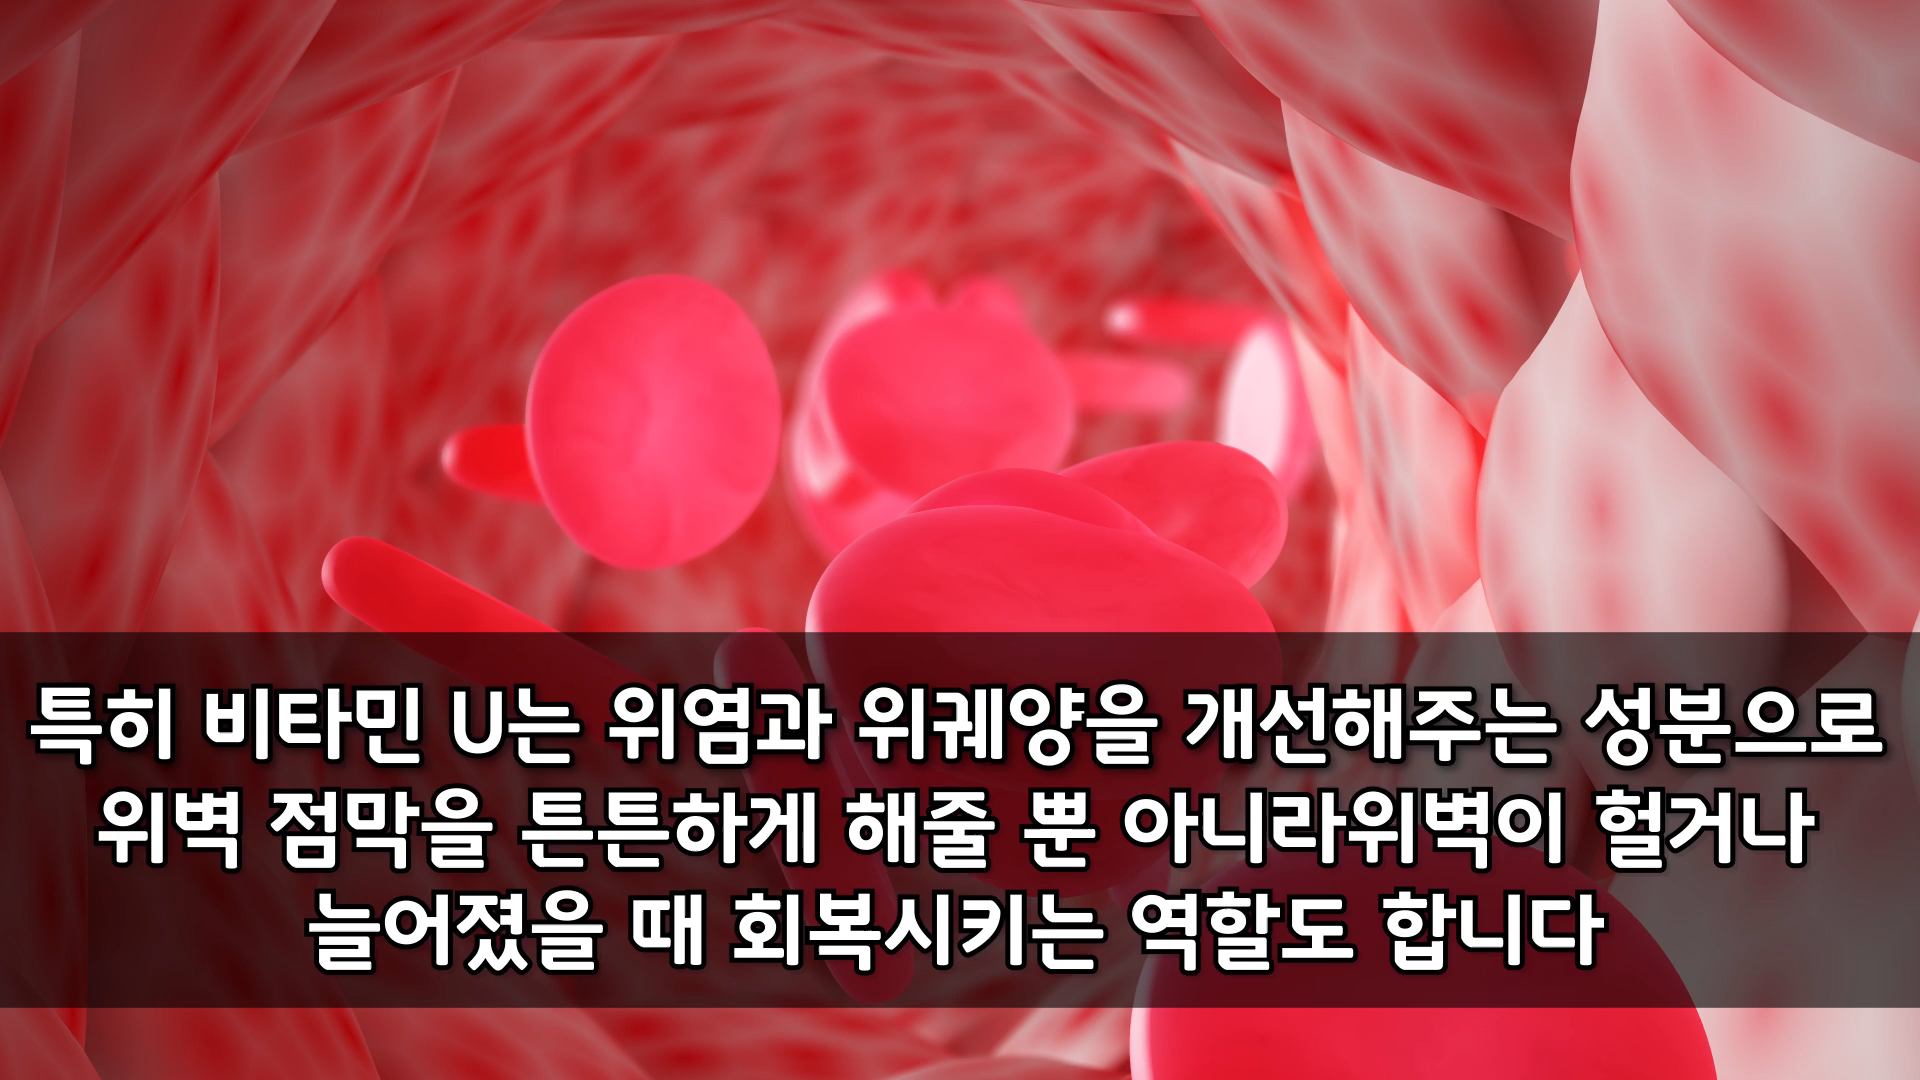 특히 비타민 U는 위염과 위궤양을 개선해주는 성분으로
위벽 점막을 튼튼하게 해줄 뿐 아니라위벽이 헐거나
늘어졌을 때 회복시키는 역할도 합니다